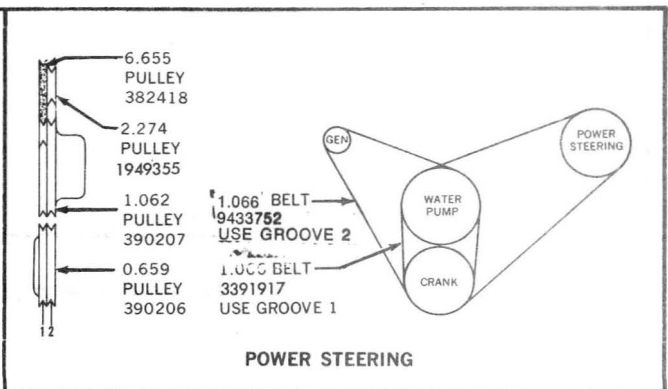 6.655
PULLEY
382418
2.274
PULLEY
1949355
1.062
PULLEY
390207
0.659
PULLEY
390206
1 2
1.066 BELT
9433752
USE GROOVE 2
BELT
3391917
USE GROOVE 1
GEN
WATER
PUMP
CRANK
POWER
STEERING
POWER STEERING